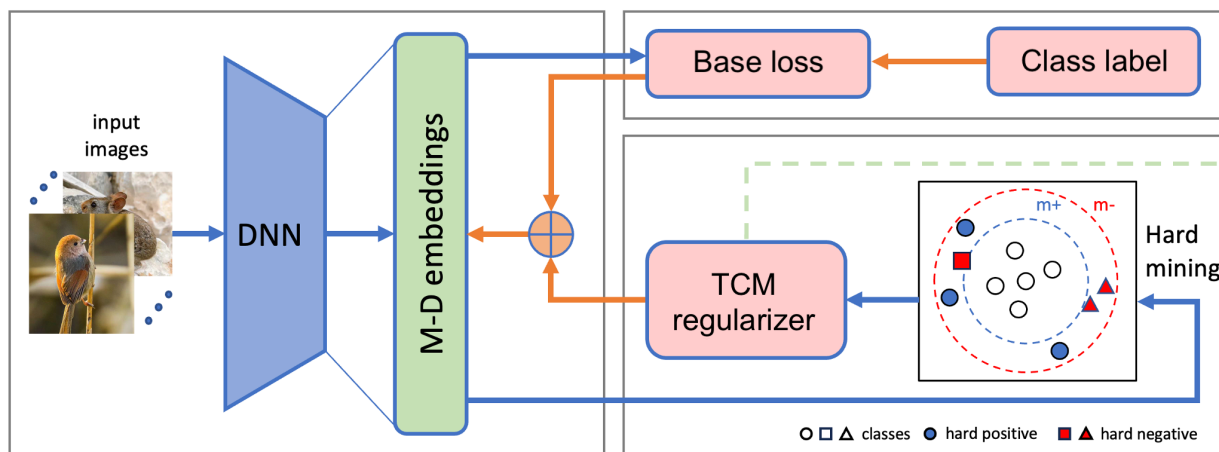 input
images
DNN
M-D embeddings
Base loss
Class label
TCM
regularizer
m+
m-
Hard
mining
classes
hard positive
hard negative